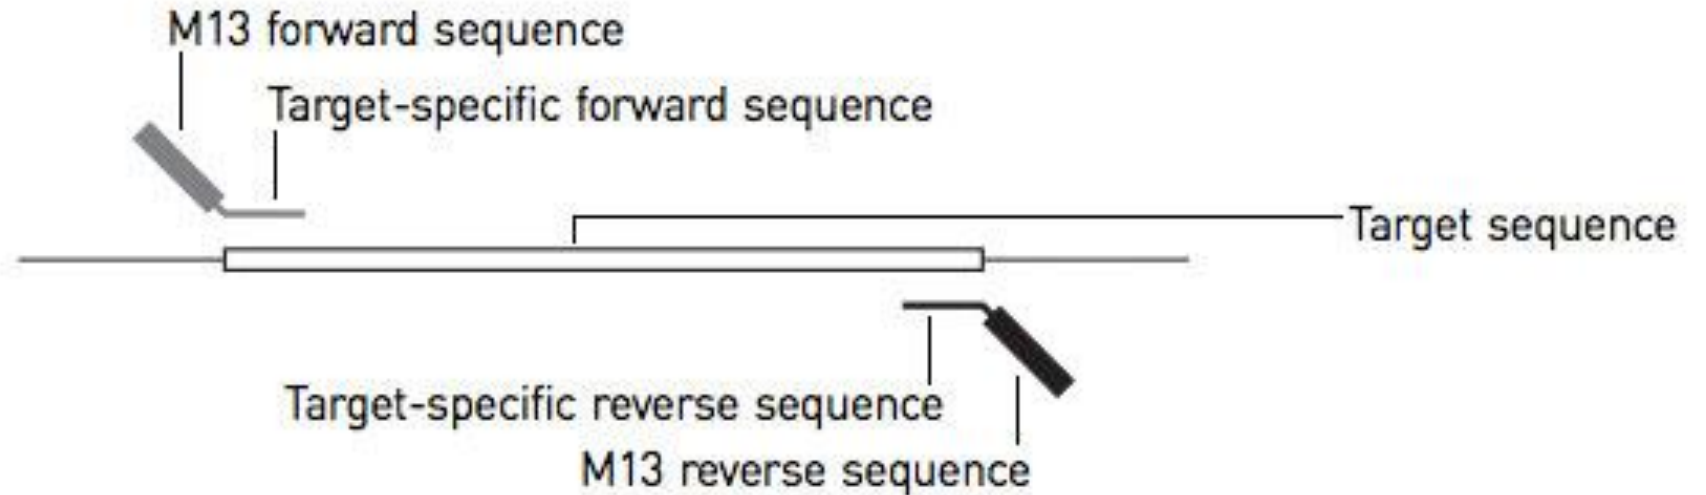 M13 forward sequence
Target-specific forward sequence
Target sequence
Target-specific reverse sequence
M13 reverse sequence